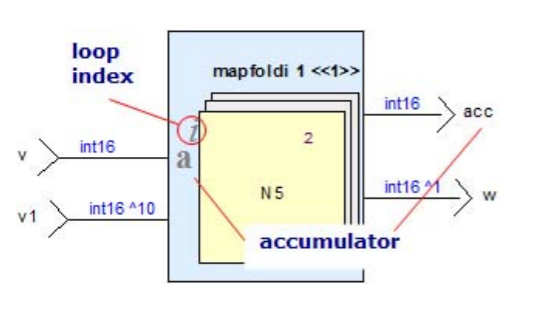 loop
index
mapfoldi 1 <<1>>
int16
acc
i
2
v
int16
a
N5
int16 ^1
w
v1
int16 ^10
accumulator